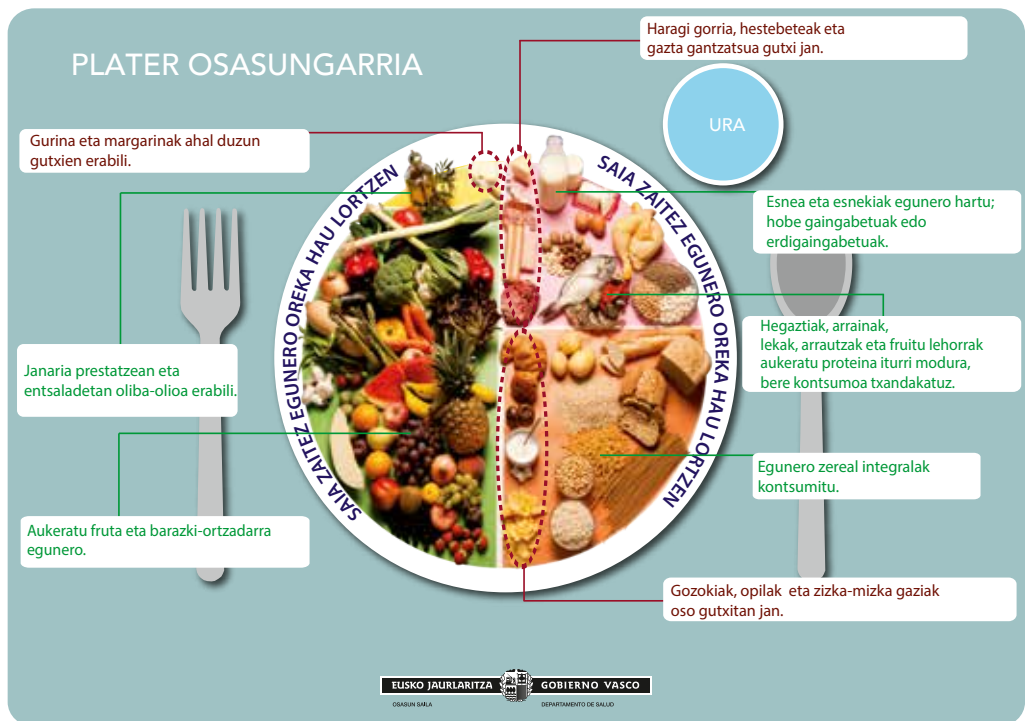 PLATER OSASUNGARRIA
Haragi gorria, hestebeteak eta
gazta gantzatsua gutxi jan.
URA
Gurina eta margarinak ahal duzun
gutxien erabili.
SAIA ZAITEZ EGUNERO OREKA HAU LORTZEN
SAIA ZAITEZ EGUNERO OREKA HAU LORTZEN
Esnea eta esnekiak egunero hartu;
hobe gaingabetuak edo
erdigaingabetuak.
Janaria prestatzean eta
entsaladetan oliba-olioa erabili.
Hegaztiak, arrainak,
lekak, arrautzak eta fruitu lehorrak
aukeratu proteina iturri modura,
bere kontsumoa txandakatuz.
Egunero zereal integralak
kontsumitu.
Aukeratu fruta eta barazki-ortzadarra
egunero.
Gozokiak, opilak eta zizka-mizka gaziak
oso gutxitan jan.
EUSKO JAURLARITZA GOBIERNO VASCO
OSASUN SAILA DEPARTAMENTO DE SALUD